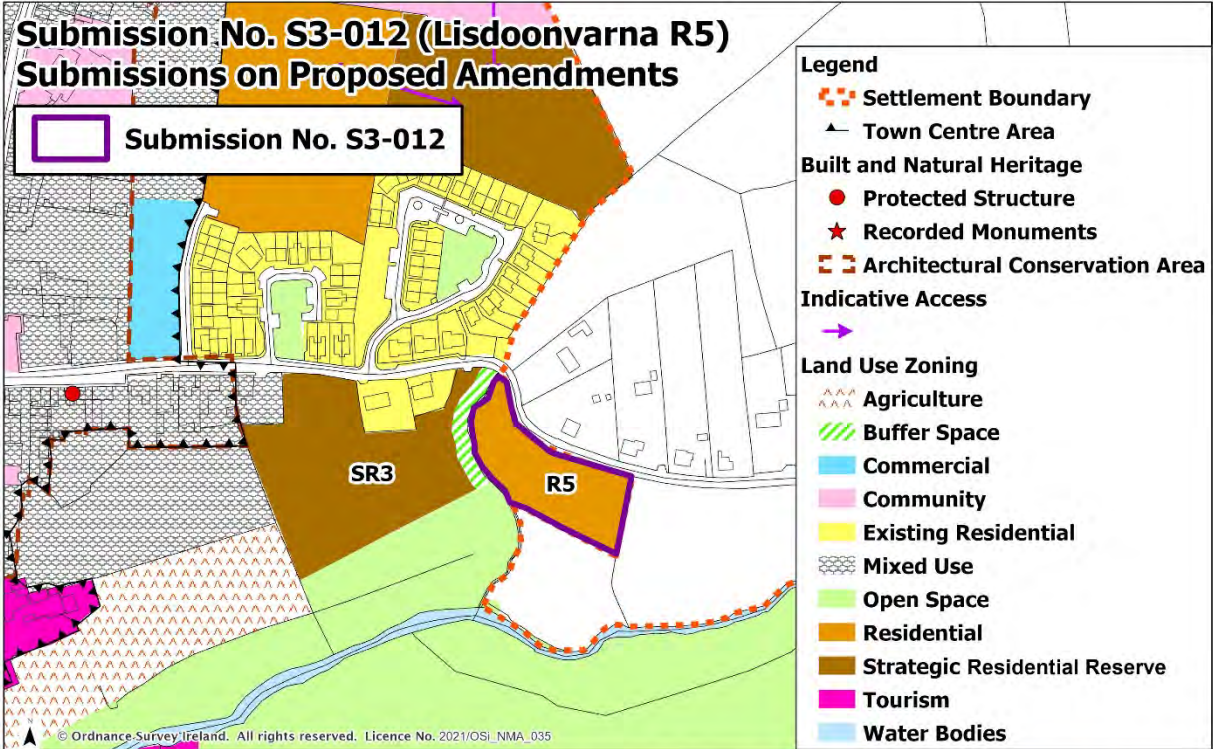 Submission No. S3-012 (Lisdoonvarna R5)
Submissions on Proposed Amendments
Submission No. S3-012
SR3
R5
Legend
Settlement Boundary
Town Centre Area
Built and Natural Heritage
Protected Structure
Recorded Monuments
Architectural Conservation Area
Indicative Access
Land Use Zoning
Agriculture
Buffer Space
Commercial
Community
Existing Residential
Mixed Use
Open Space
Residential
Strategic Residential Reserve
Tourism
Water Bodies
N
© Ordnance Survey Ireland. All rights reserved. Licence No. 2021/OSi_NMA_035